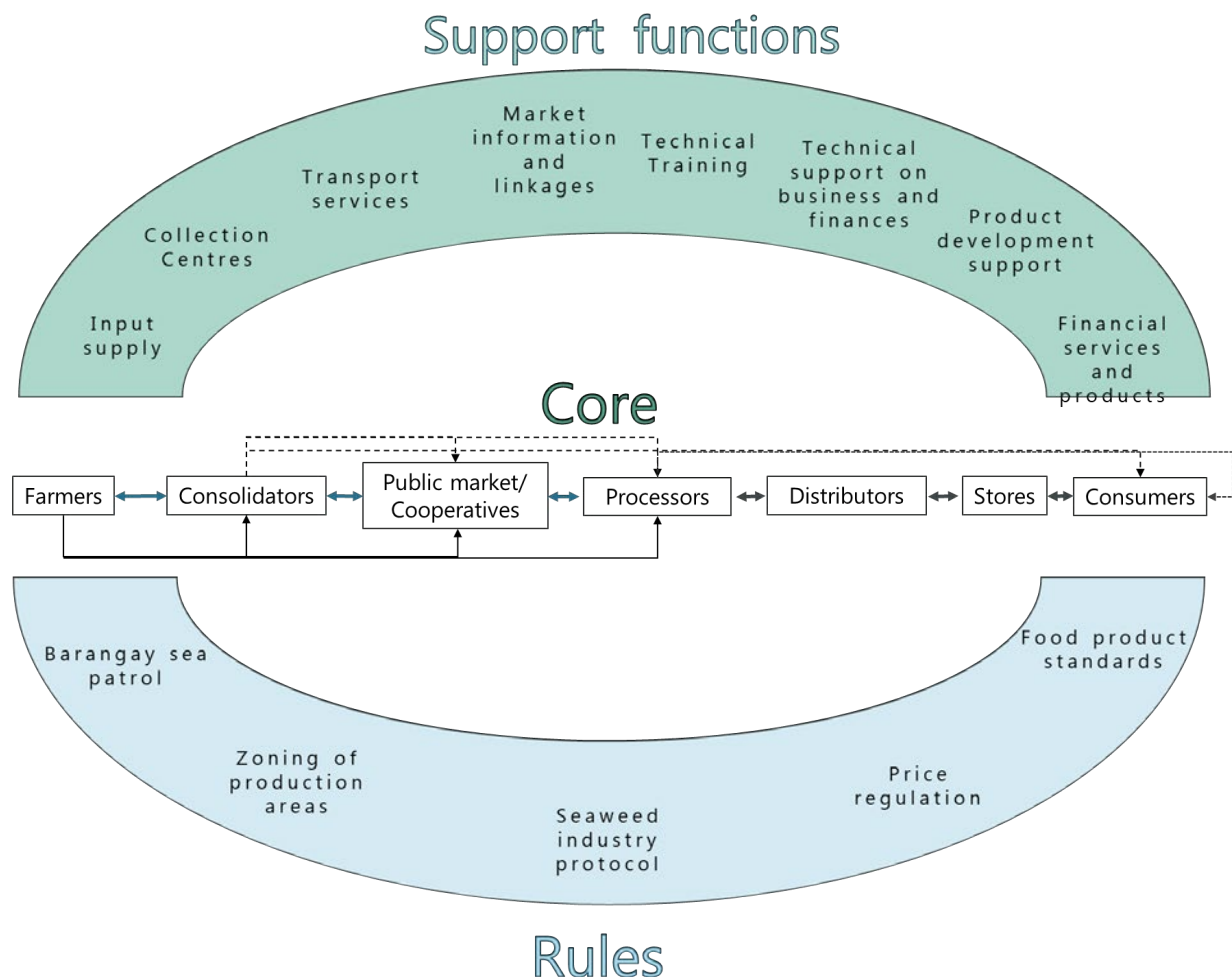 Support functions
Market
information
and
linkages
Technical
Training
Technical
support on
business and
finances
Transport
services
Product
development
support
Collection
Centres
Input
supply
Financial
services
and
products
Core
Farmers
Consolidators
Public market/
Cooperatives
Processors
Distributors
Stores
Consumers
Barangay sea
patrol
Food product
standards
Zoning of
production
areas
Price
regulation
Seaweed
industry
protocol
Rules